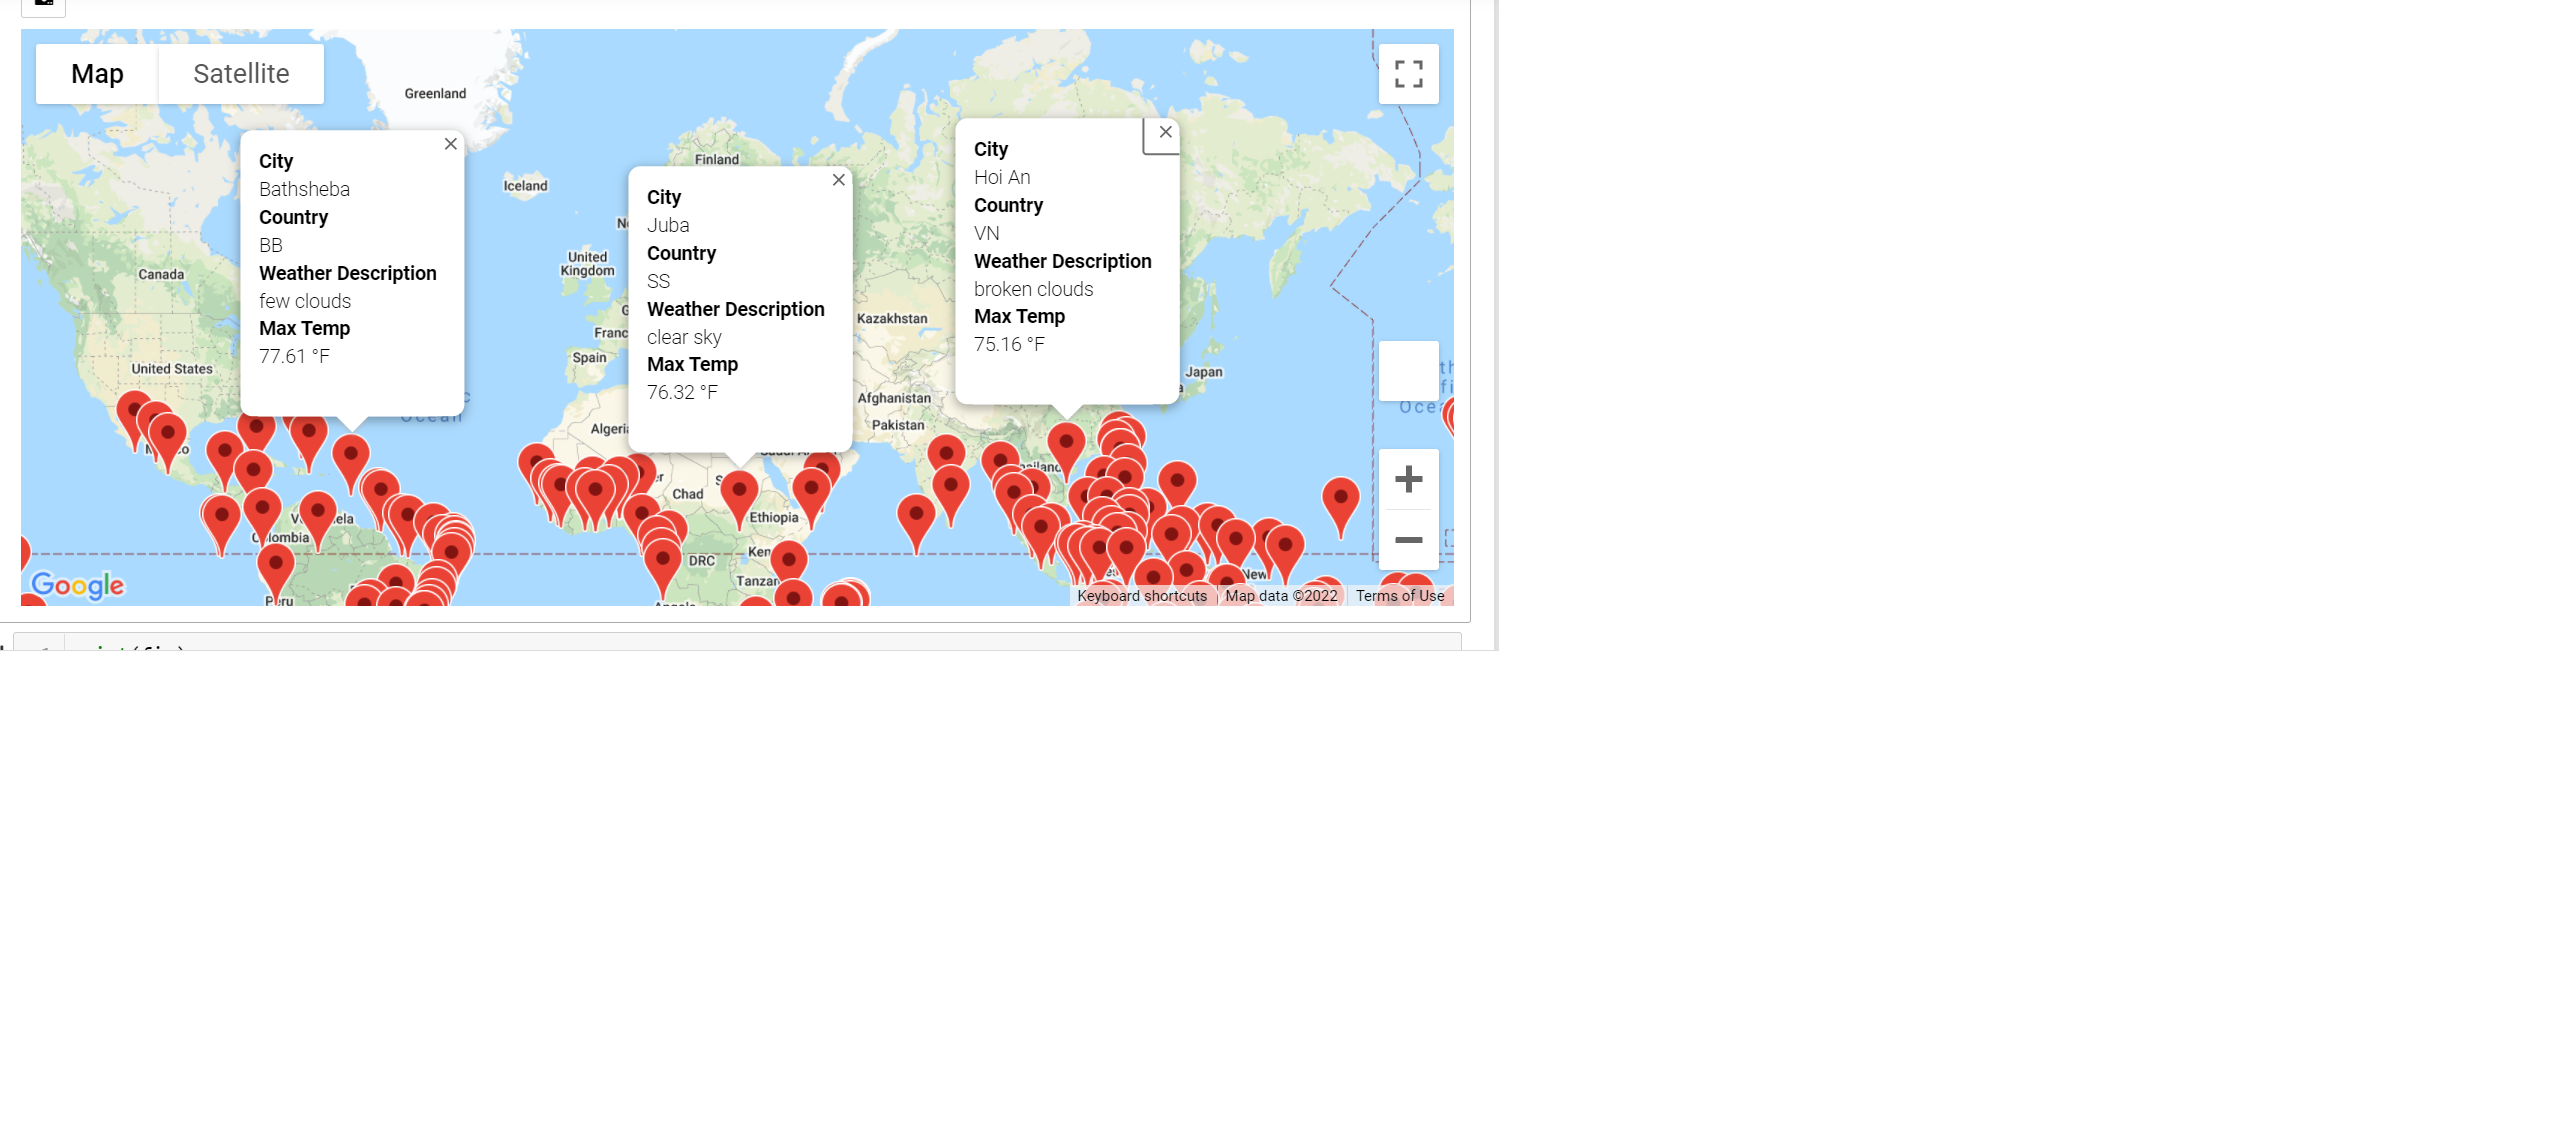 Map
Satellite
Greenland
Finland
Iceland
City
Bathsheba
Country
BB
Weather Description
few clouds
Max Temp
77.61 °F
City
Juba
Country
SS
Weather Description
clear sky
Max Temp
76.32 °F
City
Hoi An
Country
VN
Weather Description
broken clouds
Max Temp
75.16 °F
Canada
United
Kingdom
United States
Spain
Kazakhstan
Afghanistan
Pakistan
Japan
Ocean
Chad
Ethiopia
DRC
Google
Keyboard shortcuts
Map data ©2022
Terms of Use